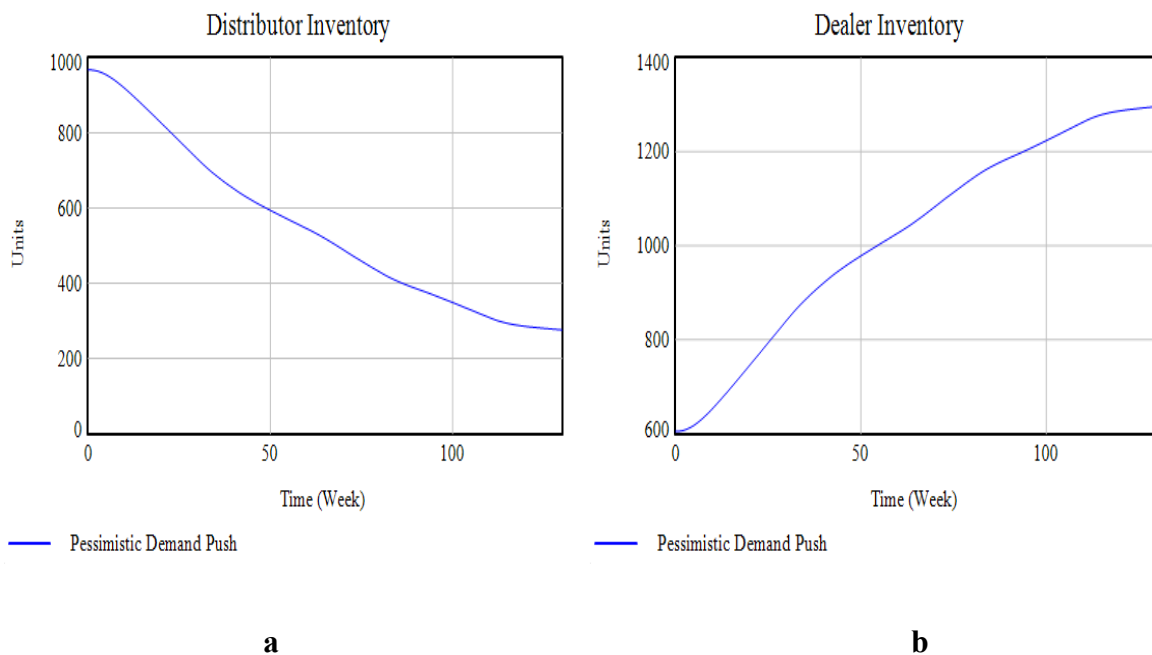 Distributor Inventory
1000
800
600
400
200
0
Units
0 50 100
Time (Week)
Pessimistic Demand Push
a
Dealer Inventory
1400
1200
1000
800
600
Units
0 50 100
Time (Week)
Pessimistic Demand Push
b